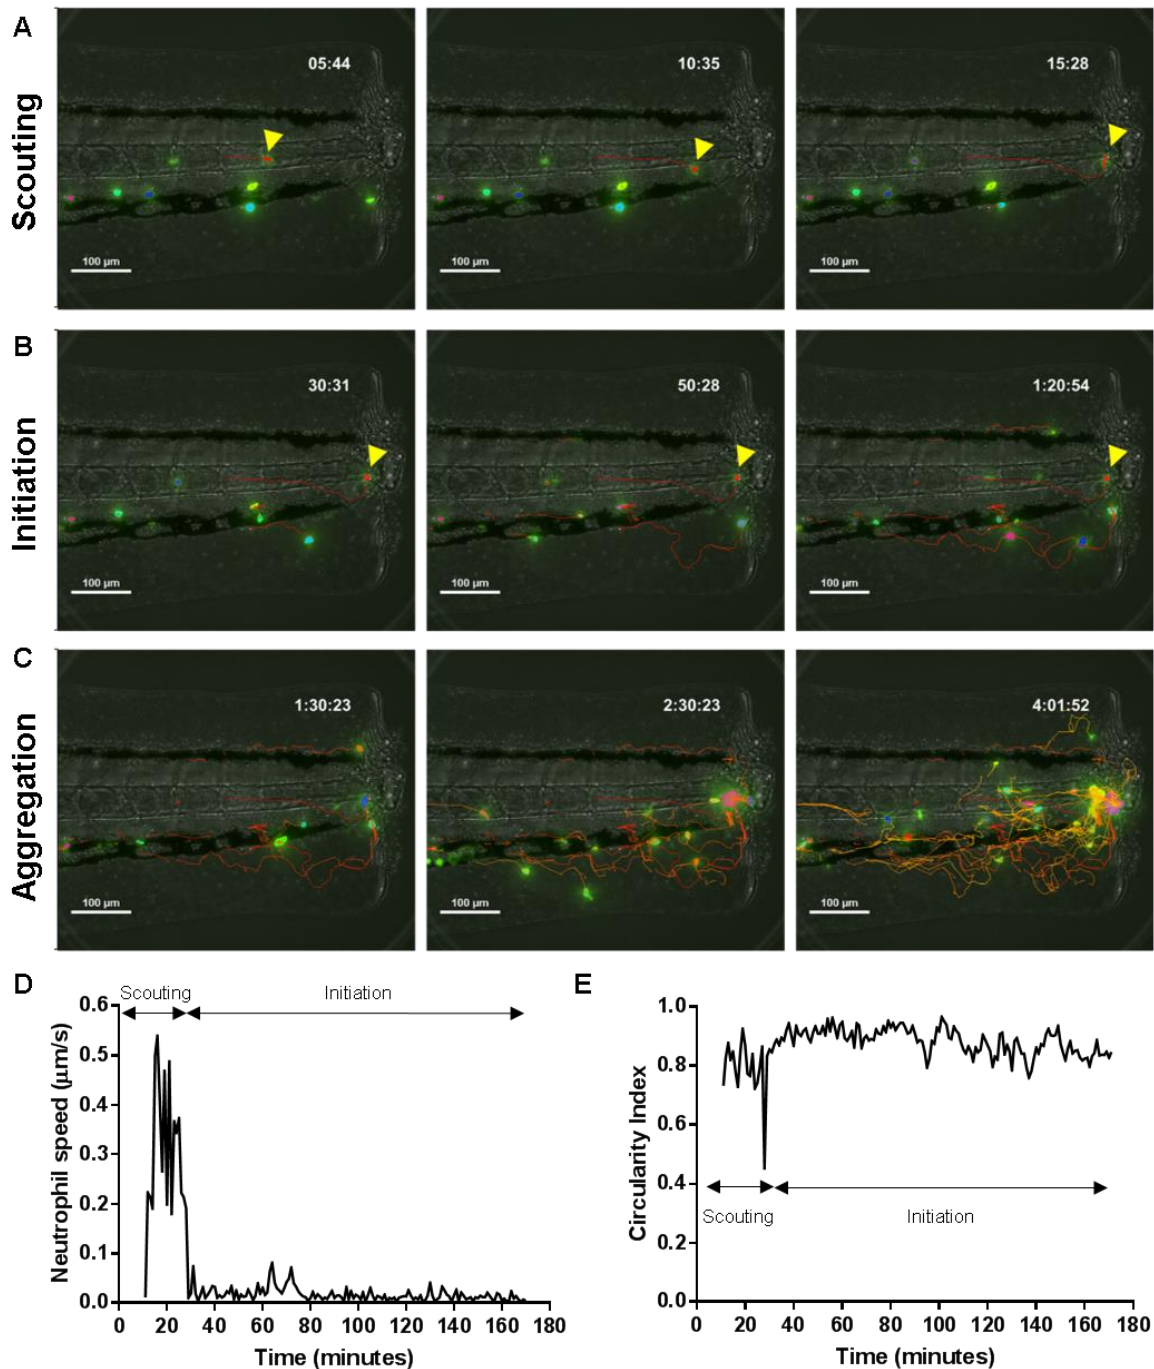 A
Scouting
05:44
10:35
15:28
100 µm
100 µm
100 µm
B
Initiation
30:31
50:28
1:20:54
100 µm
100 µm
100 µm
C
Aggregation
1:30:23
2:30:23
4:01:52
100 µm
100 µm
100 µm
D
Scouting
Initiation
Neutrophil speed (µm/s)
0.6
0.5
0.4
0.3
0.2
0.1
0.0
0 20 40 60 80 100 120 140 160 180
Time (minutes)
E
Circularity Index
1.0
0.8
0.6
0.4
0.2
0.0
Scouting
Initiation
0 20 40 60 80 100 120 140 160 180
Time (minutes)